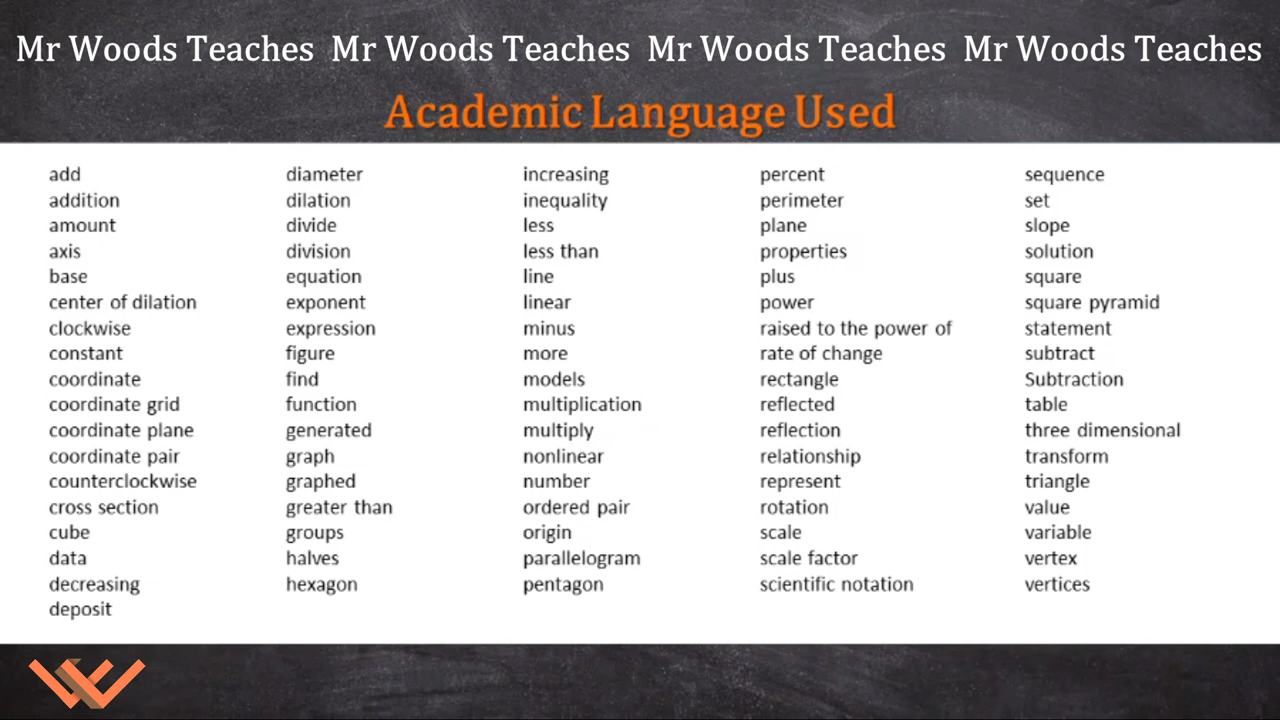 Mr Woods Teaches Mr Woods Teaches Mr Woods Teaches Mr Woods Teaches
Academic Language Used
add
addition
amount
axis
base
center of dilation
clockwise
constant
coordinate
coordinate grid
coordinate plane
coordinate pair
counterclockwise
cross section
cube
data
decreasing
deposit
diameter
dilation
divide
division
equation
exponent
expression
figure
find
function
generated
graph
graphed
greater than
groups
halves
hexagon
increasing
inequality
less
less than
line
linear
minus
more
models
multiplication
multiply
nonlinear
number
ordered pair
origin
parallelogram
pentagon
percent
perimeter
plane
properties
plus
power
raised to the power of
rate of change
rectangle
reflected
reflection
relationship
represent
rotation
scale
scale factor
scientific notation
sequence
set
slope
solution
square
square pyramid
statement
subtract
Subtraction
table
three dimensional
transform
triangle
value
variable
vertex
vertices